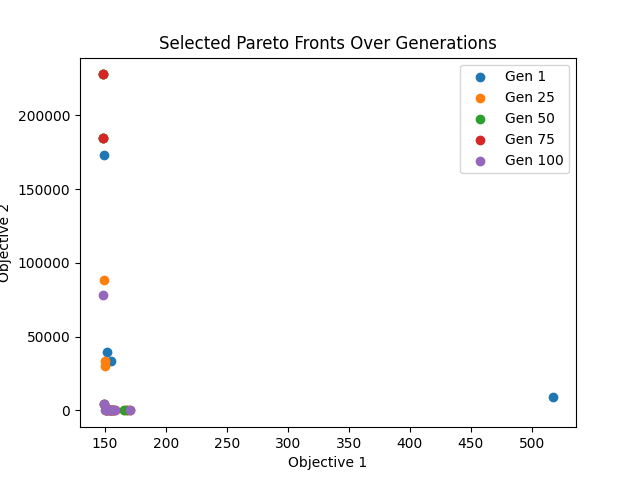 Selected Pareto Fronts Over Generations
Gen 1
Gen 25
Gen 50
Gen 75
Gen 100
200000
150000
100000
50000
0
Objective 2
150
200
250
300
350
400
450
500
Objective 1